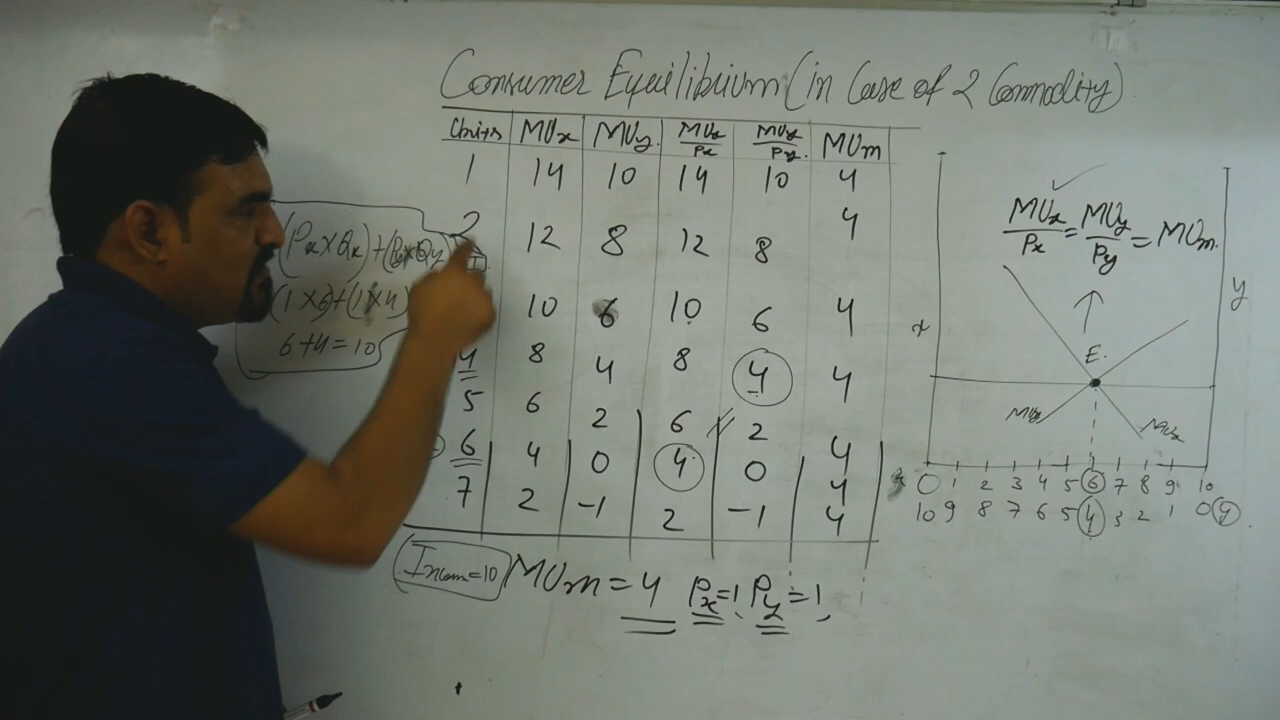 Consumer Equilibrium (in Case of 2 Commodity)
Units MUx MUy. MUx/Px MUy/Py. MUm
1 14 10 14 10 4
2 12 8 12 8 4
10 6 10 6 4
4 8 4 8 4 4
5 6 2 6 2
6 4 0 4 0 4
7 2 -1 2 -1 4
4
Incom=10 MUm = 4 Px=1, Py=1,
(Px×Qx)+(Py×Qy)
I
(1×6)+(1×4)
6+4=10
MUx/Px = MUy/Py = MUm
x
y
E.
MUy
MUx
x 0 1 2 3 4 5 6 7 8 9 10
10 9 8 7 6 5 4 3 2 1 0 y